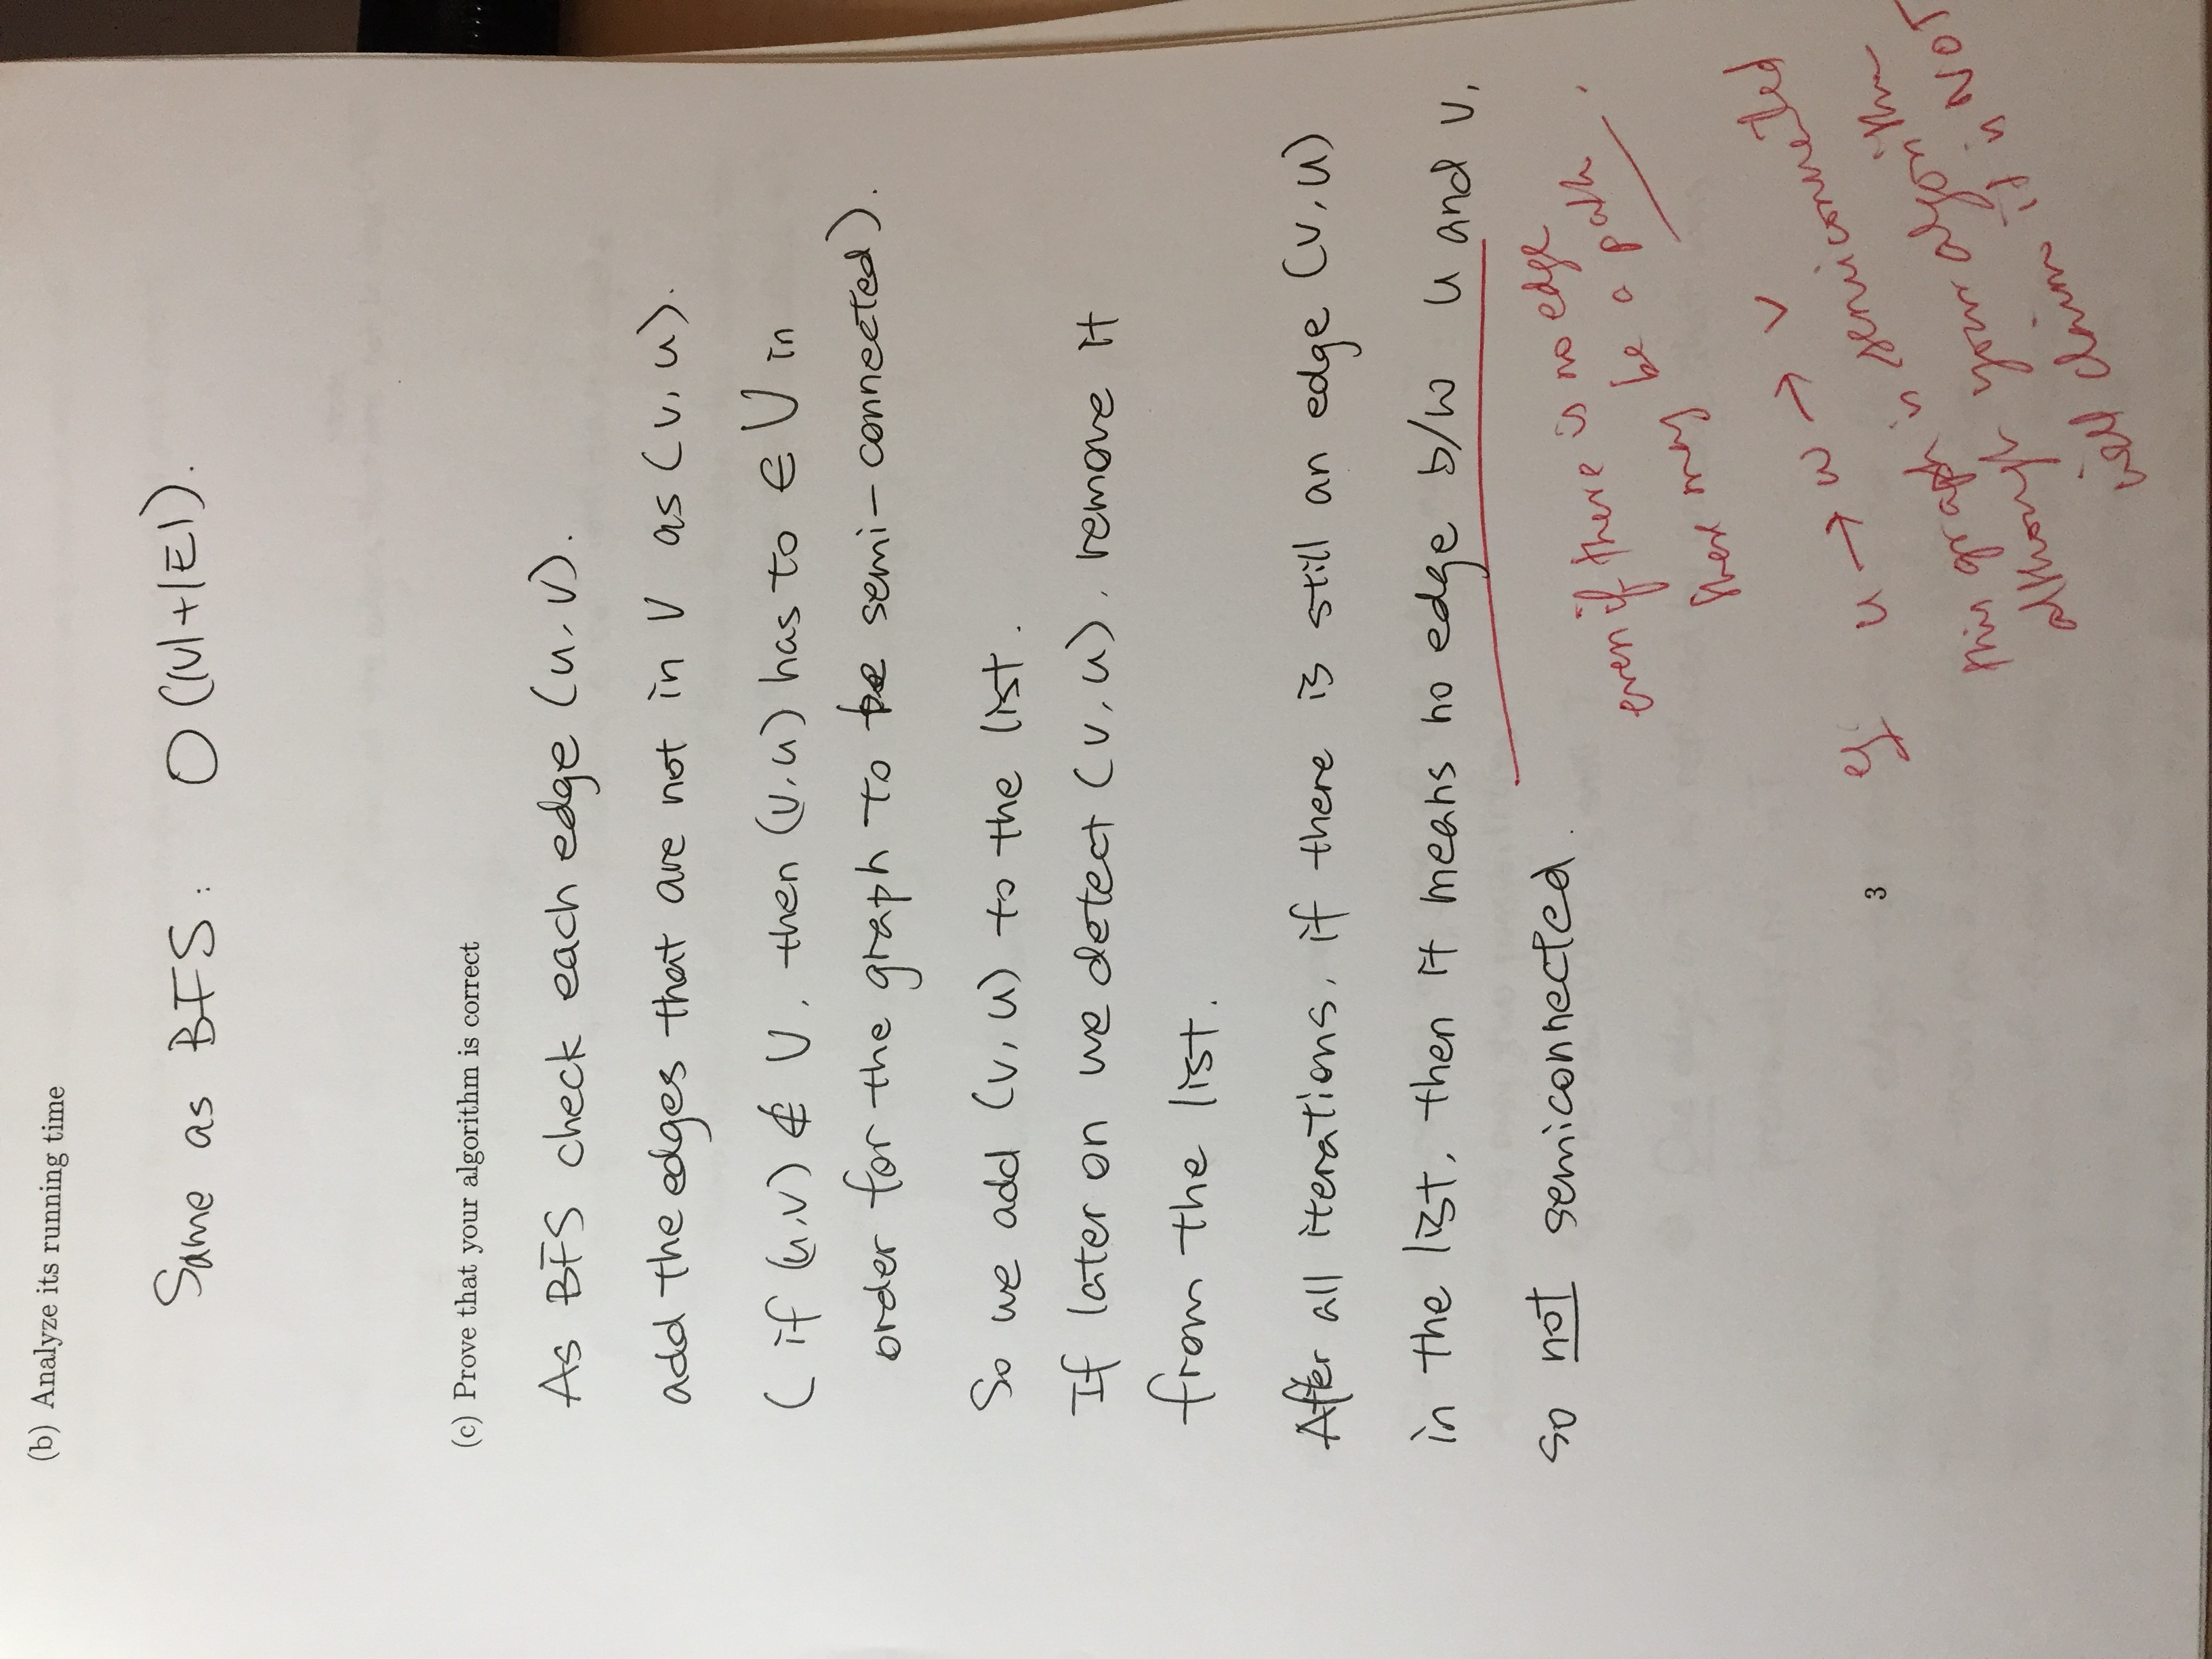 (b) Analyze its running time
Same as BFS: O(|V|+|E|).
(c) Prove that your algorithm is correct
As BFS check each edge (u, v).
add the edges that are not in V as (v, u).
( if (u,v) ∉ V, then (v,u) has to ∈ V in
order for the graph to be semi-connected).
So we add (v, u) to the list.
If later on we detect (v, u), remove it
from the list.
After all iterations, if there is still an edge (v, u)
in the list, then it means no edge b/w u and v,
so not semiconnected.
even if there is no edge
there may be a path.
eg. u → w → v
this graph is semiconnected
although your algorithm
will claim it is NOT
3